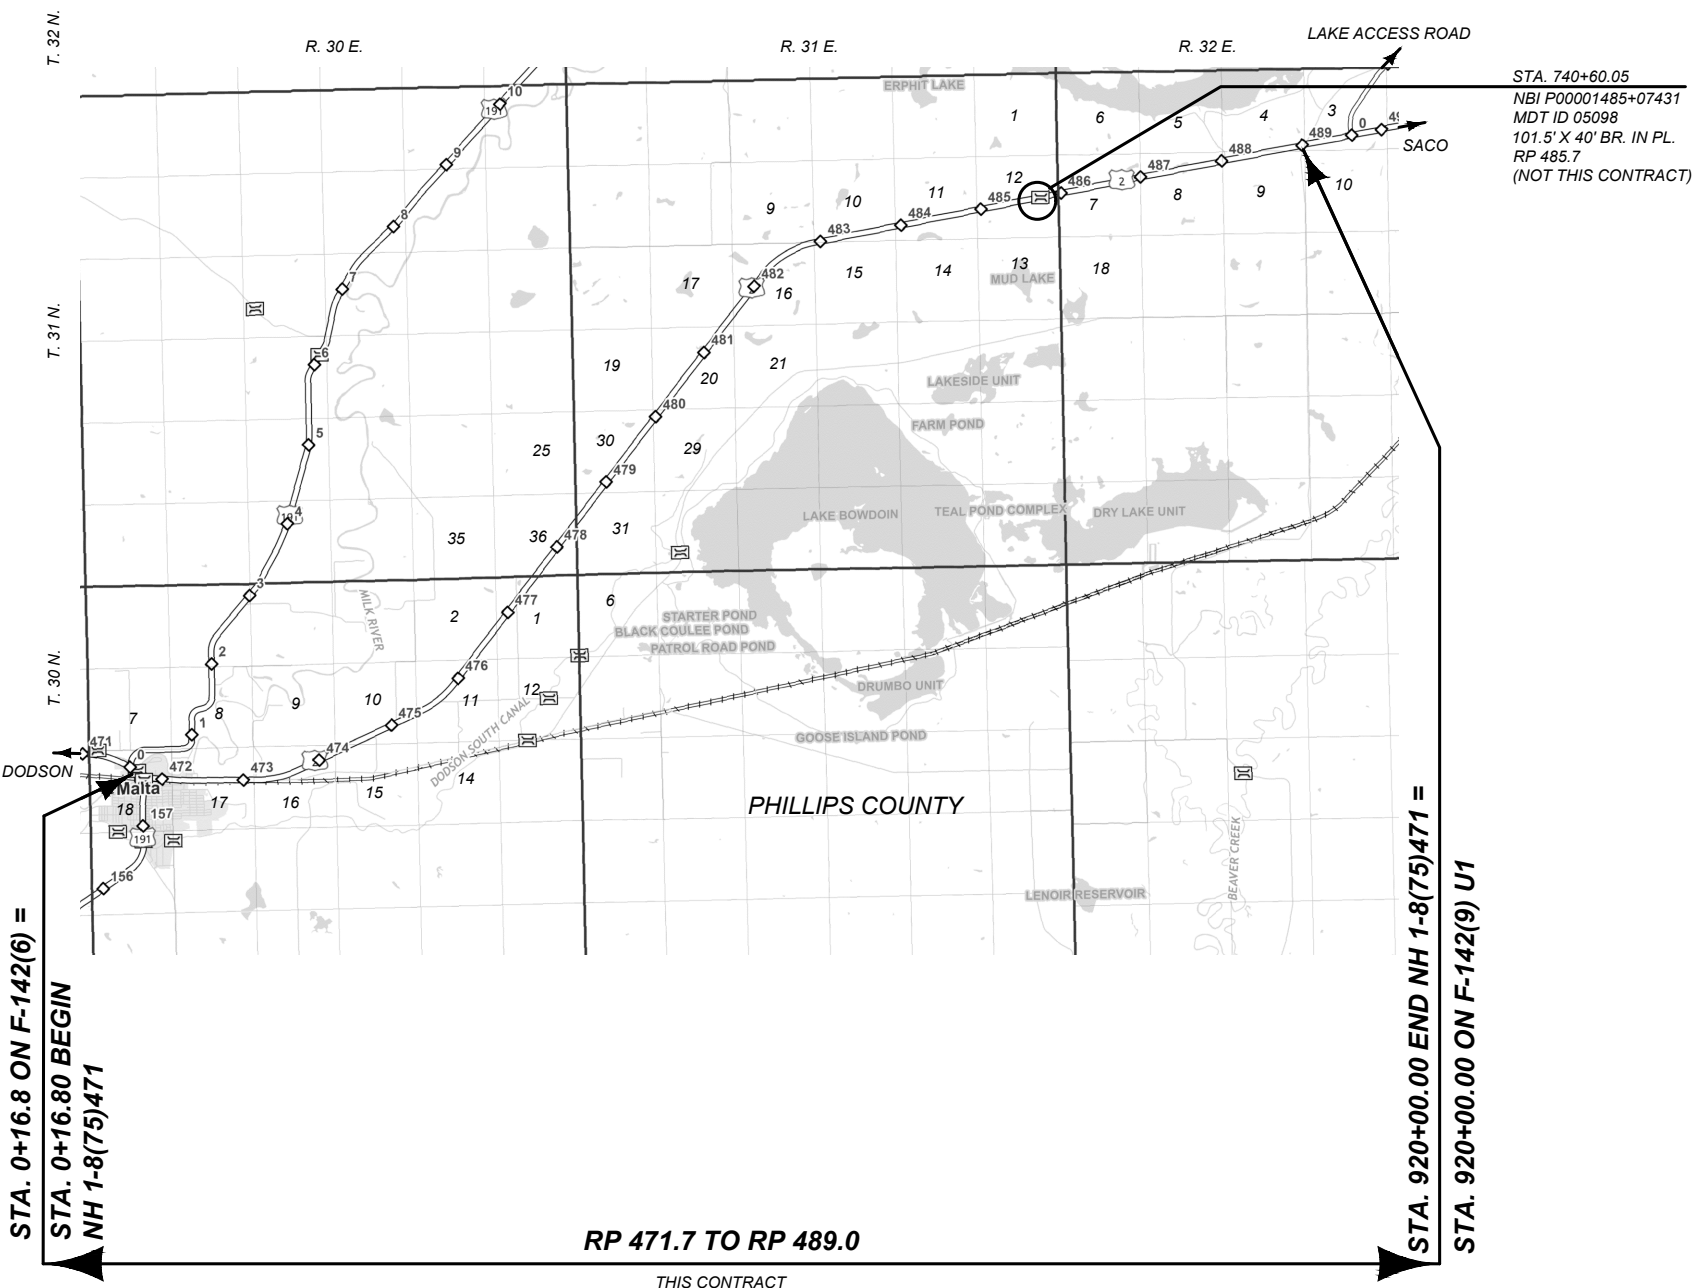 T. 32 N.
R. 30 E.
R. 31 E.
R. 32 E.
LAKE ACCESS ROAD
STA. 740+60.05
NBI P00001485+07431
MDT ID 05098
101.5' X 40' BR. IN PL.
RP 485.7
(NOT THIS CONTRACT)
ERPHIT LAKE
10
191
1
6
5
4
3
489
0
SACO
9
488
12
486
2
487
10
11
485
7
8
9
10
9
484
8
483
15
14
13
18
MUD LAKE
7
17
482
16
T. 31 N.
6
481
19
20
21
LAKESIDE UNIT
480
FARM POND
5
25
30
29
479
4
LAKE BOWDOIN
TEAL POND COMPLEX
DRY LAKE UNIT
35
36
478
31
3
MILK RIVER
477
2
1
6
STARTER POND
BLACK COULEE POND
PATROL ROAD POND
2
T. 30 N.
476
DRUMBO UNIT
7
8
9
10
11
12
1
475
DODSON SOUTH CANAL
GOOSE ISLAND POND
471
0
474
DODSON
472
473
14
Malta
18
17
16
15
PHILLIPS COUNTY
157
191
BEAVER CREEK
156
LENOIR RESERVOIR
STA. 0+16.8 ON F-142(6) =
STA. 0+16.80 BEGIN
NH 1-8(75)471
STA. 920+00.00 END NH 1-8(75)471 =
STA. 920+00.00 ON F-142(9) U1
RP 471.7 TO RP 489.0
THIS CONTRACT